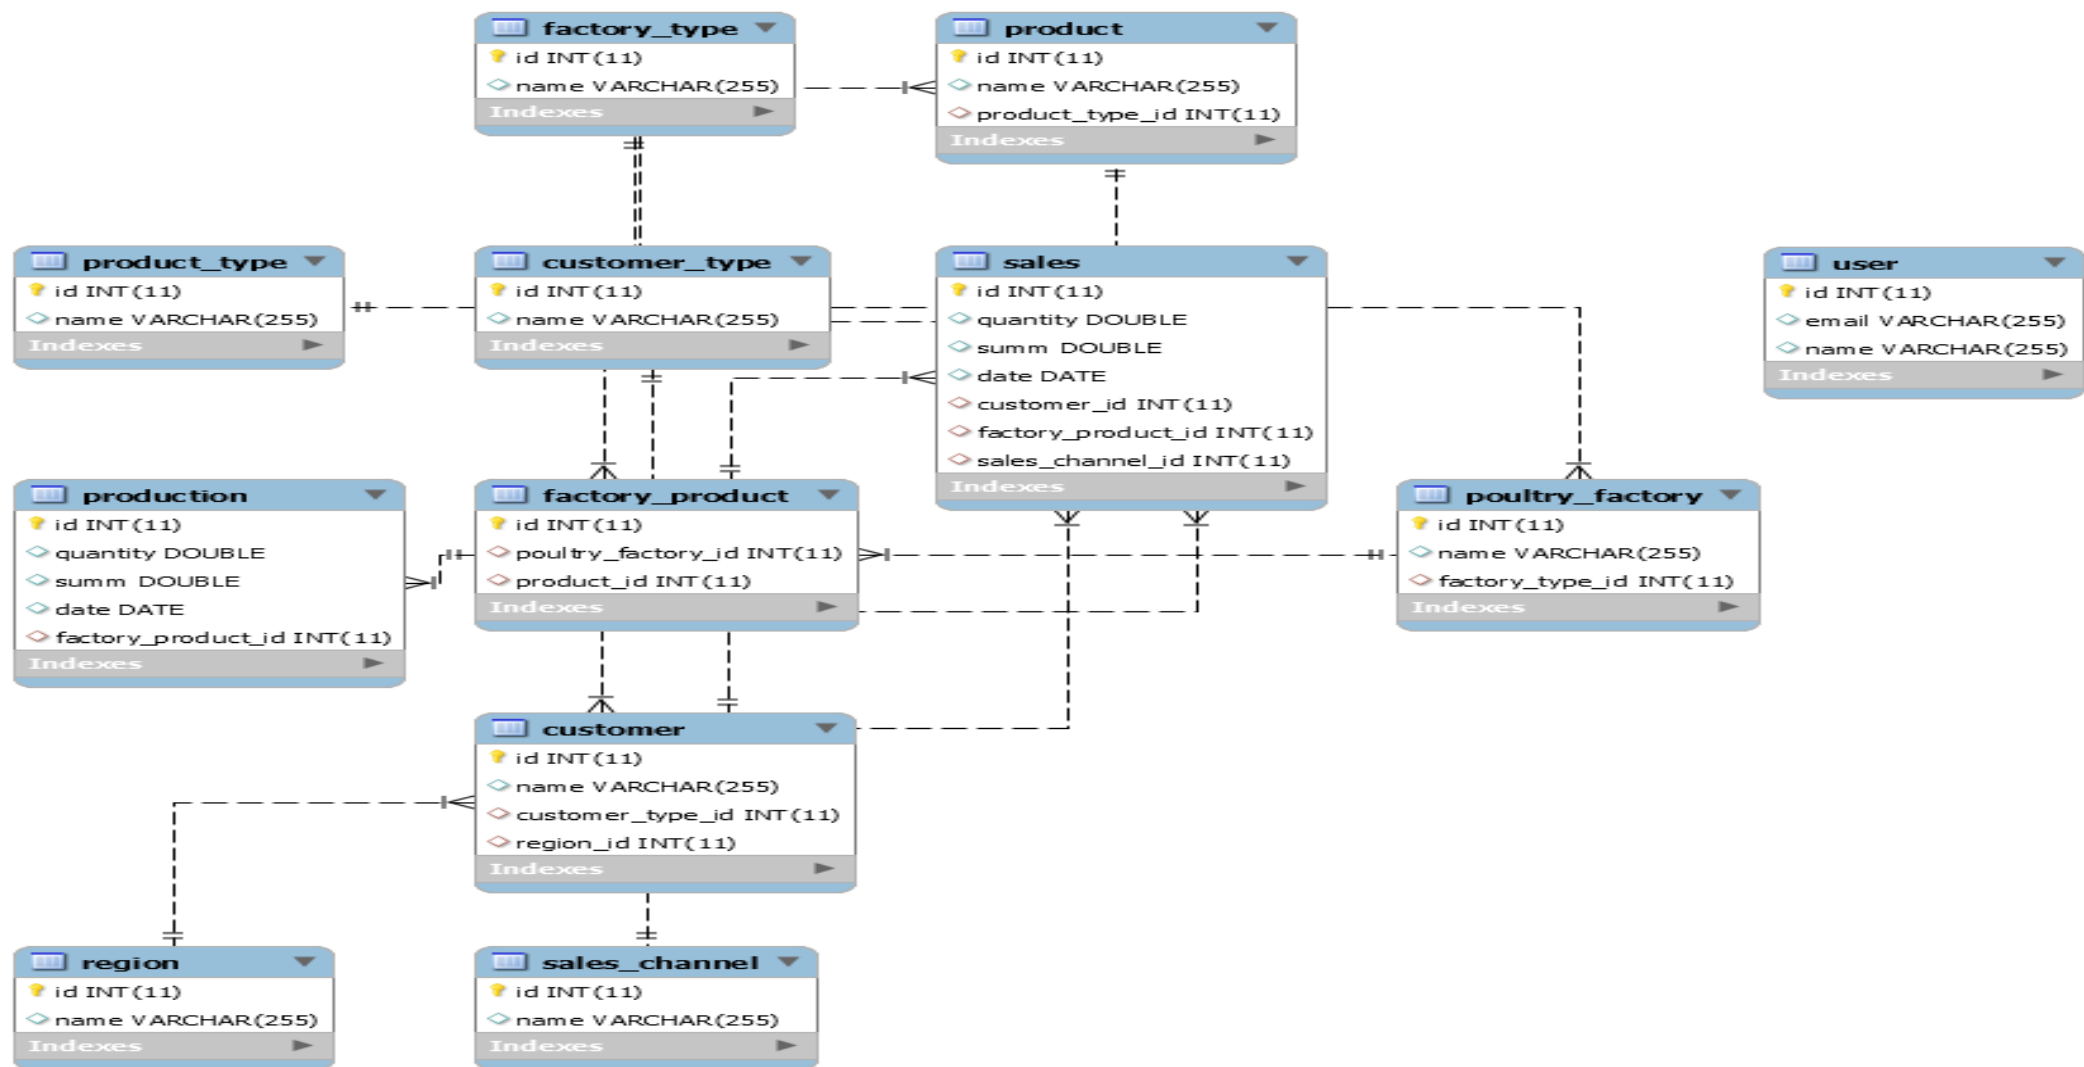 factory_type
id INT(11)
name VARCHAR(255)
Indexes
product
id INT(11)
name VARCHAR(255)
product_type_id INT(11)
Indexes
product_type
id INT(11)
name VARCHAR(255)
Indexes
customer_type
id INT(11)
name VARCHAR(255)
Indexes
sales
id INT(11)
quantity DOUBLE
summ DOUBLE
date DATE
customer_id INT(11)
factory_product_id INT(11)
sales_channel_id INT(11)
Indexes
user
id INT(11)
email VARCHAR(255)
name VARCHAR(255)
Indexes
production
id INT(11)
quantity DOUBLE
summ DOUBLE
date DATE
factory_product_id INT(11)
Indexes
factory_product
id INT(11)
poultry_factory_id INT(11)
product_id INT(11)
Indexes
poultry_factory
id INT(11)
name VARCHAR(255)
factory_type_id INT(11)
Indexes
customer
id INT(11)
name VARCHAR(255)
customer_type_id INT(11)
region_id INT(11)
Indexes
region
id INT(11)
name VARCHAR(255)
Indexes
sales_channel
id INT(11)
name VARCHAR(255)
Indexes